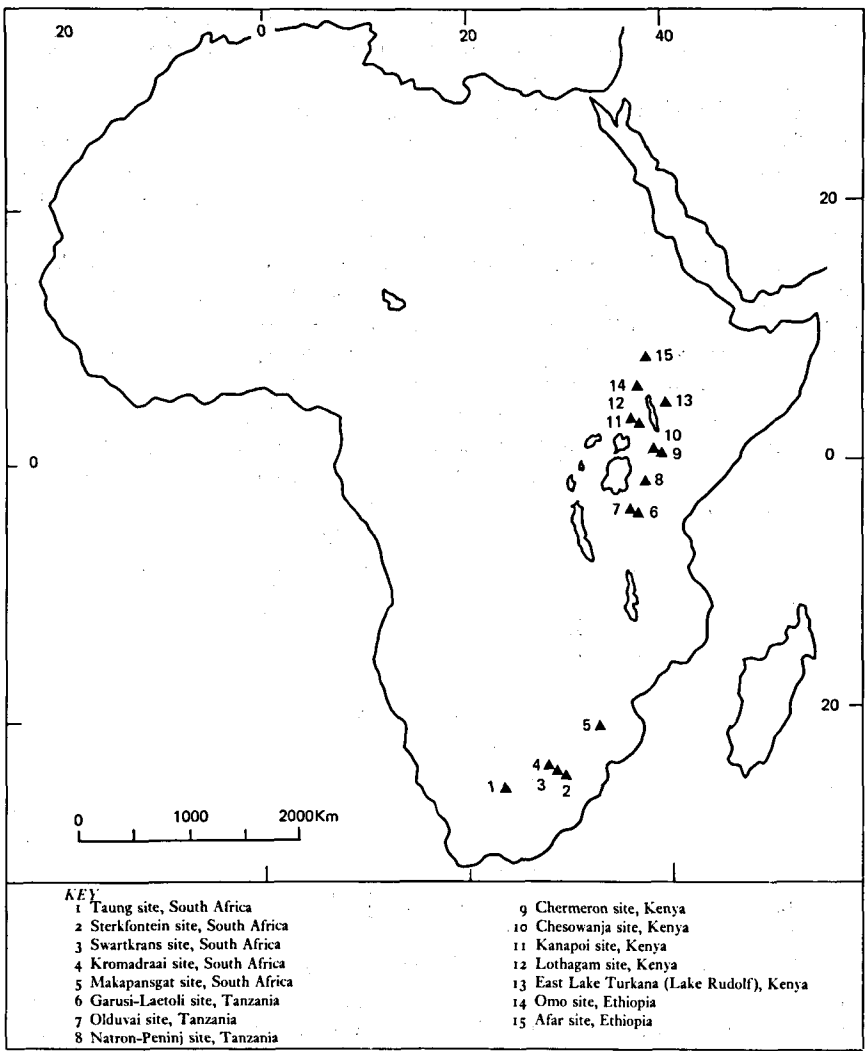 20 0 20 40
20
15
14
13
12
11
10
9
0 0
8
7 6
20
5
4
3
2
1
0 1000 2000Km
KEY
1 Taung site, South Africa
2 Sterkfontein site, South Africa
3 Swartkrans site, South Africa
4 Kromadraai site, South Africa
5 Makapansgat site, South Africa
6 Garusi-Laetoli site, Tanzania
7 Olduvai site, Tanzania
8 Natron-Peninj site, Tanzania
9 Chermeron site, Kenya
10 Chesowanja site, Kenya
11 Kanapoi site, Kenya
12 Lothagam site, Kenya
13 East Lake Turkana (Lake Rudolf), Kenya
14 Omo site, Ethiopia
15 Afar site, Ethiopia